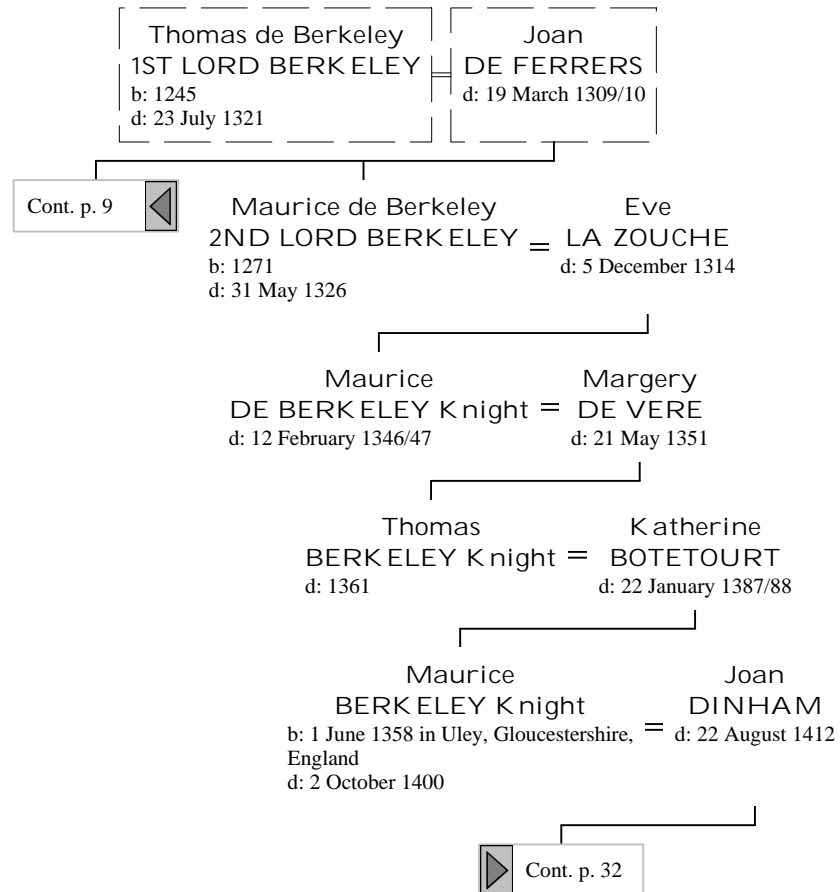 Thomas de Berkeley
1ST LORD BERKELEY
b: 1245
d: 23 July 1321
=
Joan
DE FERRERS
d: 19 March 1309/10
Cont. p. 9
Maurice de Berkeley
2ND LORD BERKELEY
b: 1271
d: 31 May 1326
=
Eve
LA ZOUCHE
d: 5 December 1314
Maurice
DE BERKELEY Knight
d: 12 February 1346/47
=
Margery
DE VERE
d: 21 May 1351
Thomas
BERKELEY Knight
d: 1361
=
Katherine
BOTETOURT
d: 22 January 1387/88
Maurice
BERKELEY Knight
b: 1 June 1358 in Uley, Gloucestershire,
England
d: 2 October 1400
=
Joan
DINHAM
d: 22 August 1412
Cont. p. 32